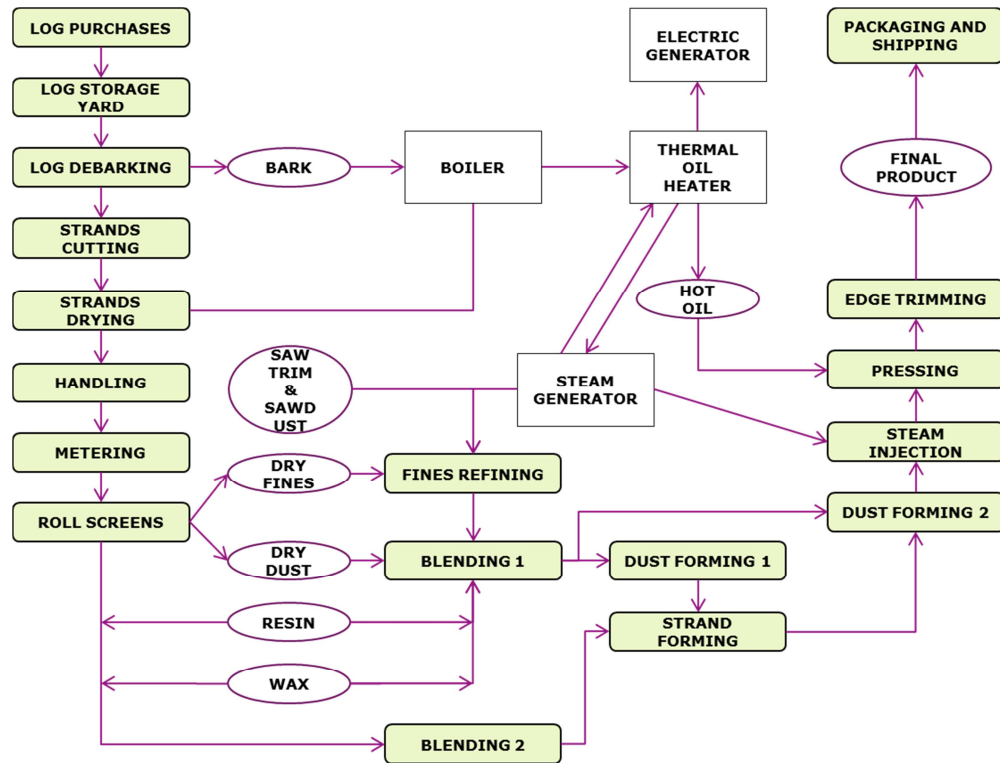 LOG PURCHASES
LOG STORAGE
YARD
LOG DEBARKING
STRANDS
CUTTING
STRANDS
DRYING
HANDLING
METERING
ROLL SCREENS
BARK
BOILER
ELECTRIC
GENERATOR
THERMAL
OIL
HEATER
HOT
OIL
SAW
TRIM
&
SAWD
UST
STEAM
GENERATOR
DRY
FINES
FINES REFINING
DRY
DUST
BLENDING 1
RESIN
WAX
BLENDING 2
DUST FORMING 1
STRAND
FORMING
DUST FORMING 2
STEAM
INJECTION
PRESSING
EDGE TRIMMING
FINAL
PRODUCT
PACKAGING AND
SHIPPING